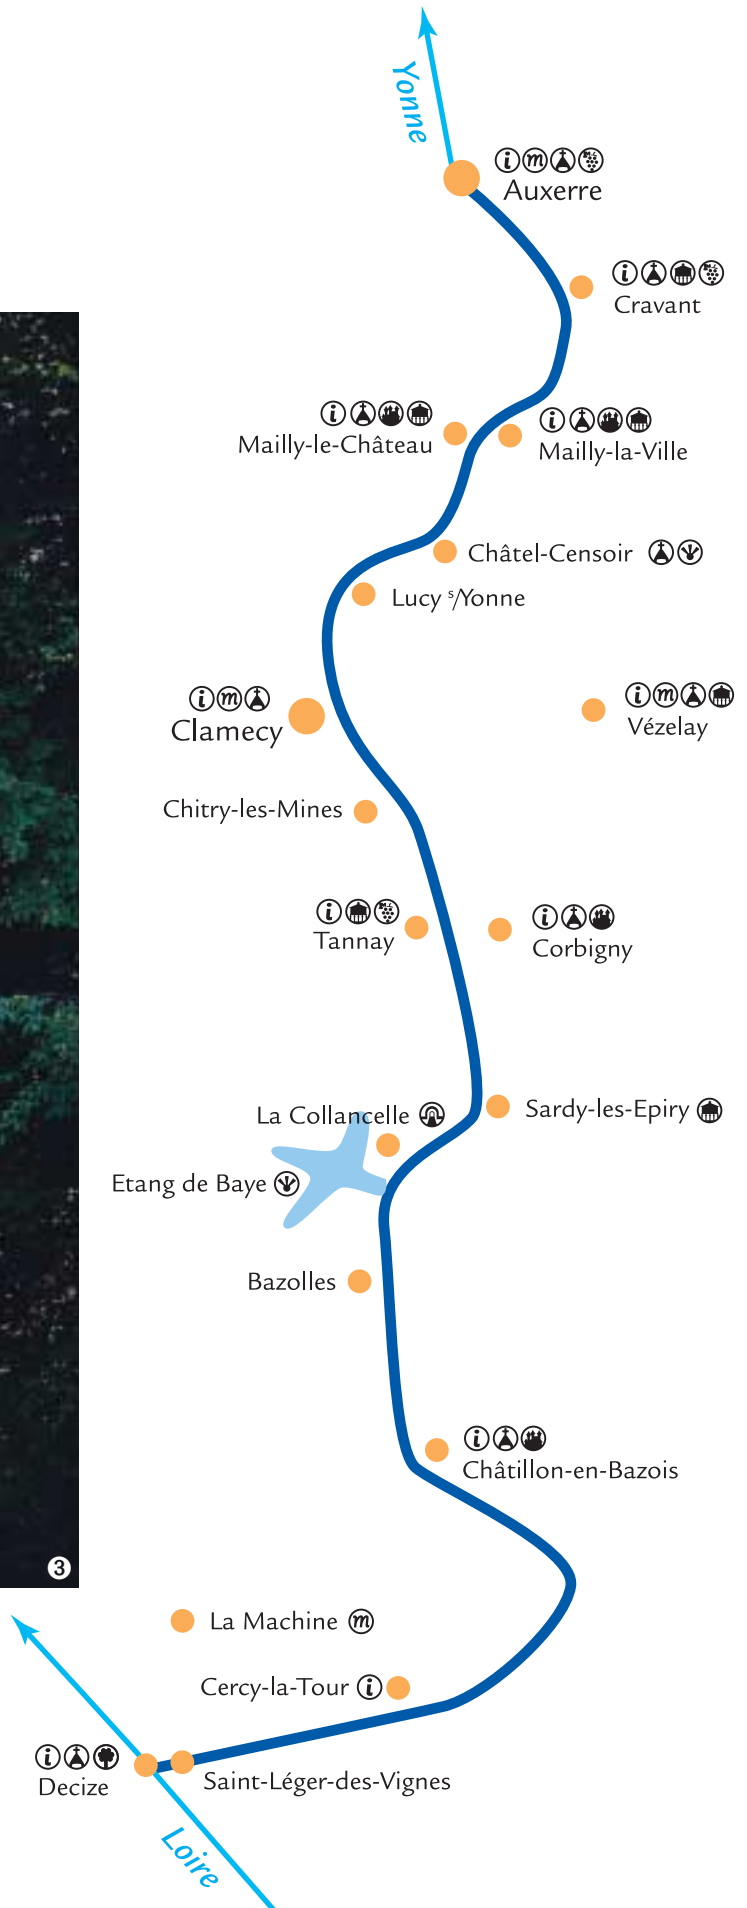 Yonne
i m
Auxerre
i
Cravant
i
Mailly-le-Château
i
Mailly-la-Ville
Châtel-Censoir
Lucy s/Yonne
i m
Clamecy
i m
Vézelay
Chitry-les-Mines
i
Tannay
i
Corbigny
La Collancelle
Sardy-les-Epiry
Etang de Baye
Bazolles
i
Châtillon-en-Bazois
3
La Machine m
Cercy-la-Tour i
i
Decize
Saint-Léger-des-Vignes
Loire